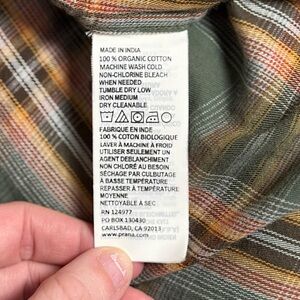 MADE IN INDIA
100 % ORGANIC COTTON
MACHINE WASH COLD
NON-CHLORINE BLEACH
WHEN NEEDED
TUMBLE DRY LOW
IRON MEDIUM
DRY CLEANABLE
FABRIQUE EN INDE
100 % COTON BIOLOGIQUE
LAVER À MACHINE À FROID
UTILISER SEULEMENT UN
AGENT DÉBLANCHIMENT
NON CHLORÉ AU BESOIN
SÉCHAGE PAR CULBUTAGE
À BASSE TEMPÉRATURE
REPASSER À TEMPÉRATURE
MOYENNE
NETTOYABLE À SEC
RN 124977
PO BOX 130430
CARLSBAD, CA 92013
www.prana.com